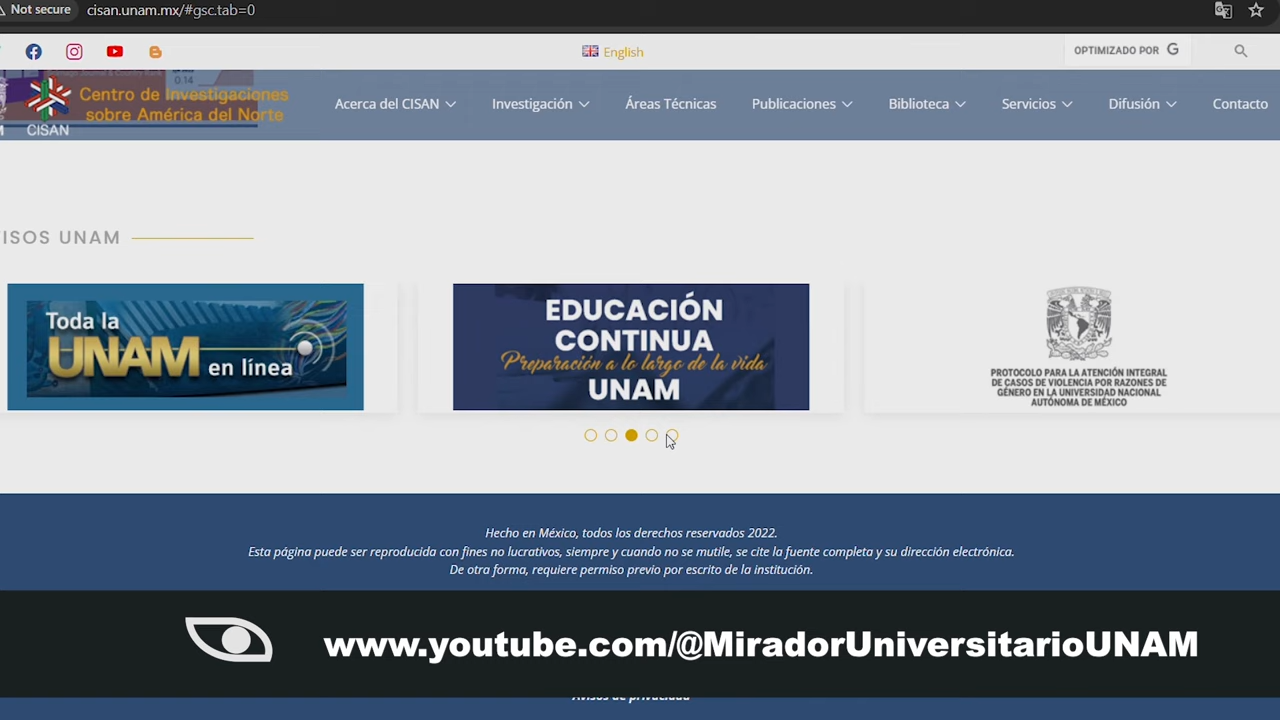 Not secure
cisan.unam.mx/#gsc.tab=0
English
OPTIMIZADO POR G
0.14
CISAN
Centro de Investigaciones
sobre América del Norte
Acerca del CISAN
Investigación
Áreas Técnicas
Publicaciones
Biblioteca
Servicios
Difusión
Contacto
ISOS UNAM
Toda la
UNAM
en línea
EDUCACIÓN
CONTINUA
Preparación a lo largo de la vida
UNAM
PROTOCOLO PARA LA ATENCIÓN INTEGRAL
DE CASOS DE VIOLENCIA POR RAZONES DE
GÉNERO EN LA UNIVERSIDAD NACIONAL
AUTÓNOMA DE MÉXICO
Hecho en México, todos los derechos reservados 2022.
Esta página puede ser reproducida con fines no lucrativos, siempre y cuando no se mutile, se cite la fuente completa y su dirección electrónica.
De otra forma, requiere permiso previo por escrito de la institución.
www.youtube.com/@MiradorUniversitarioUNAM
Avisos de privacidad